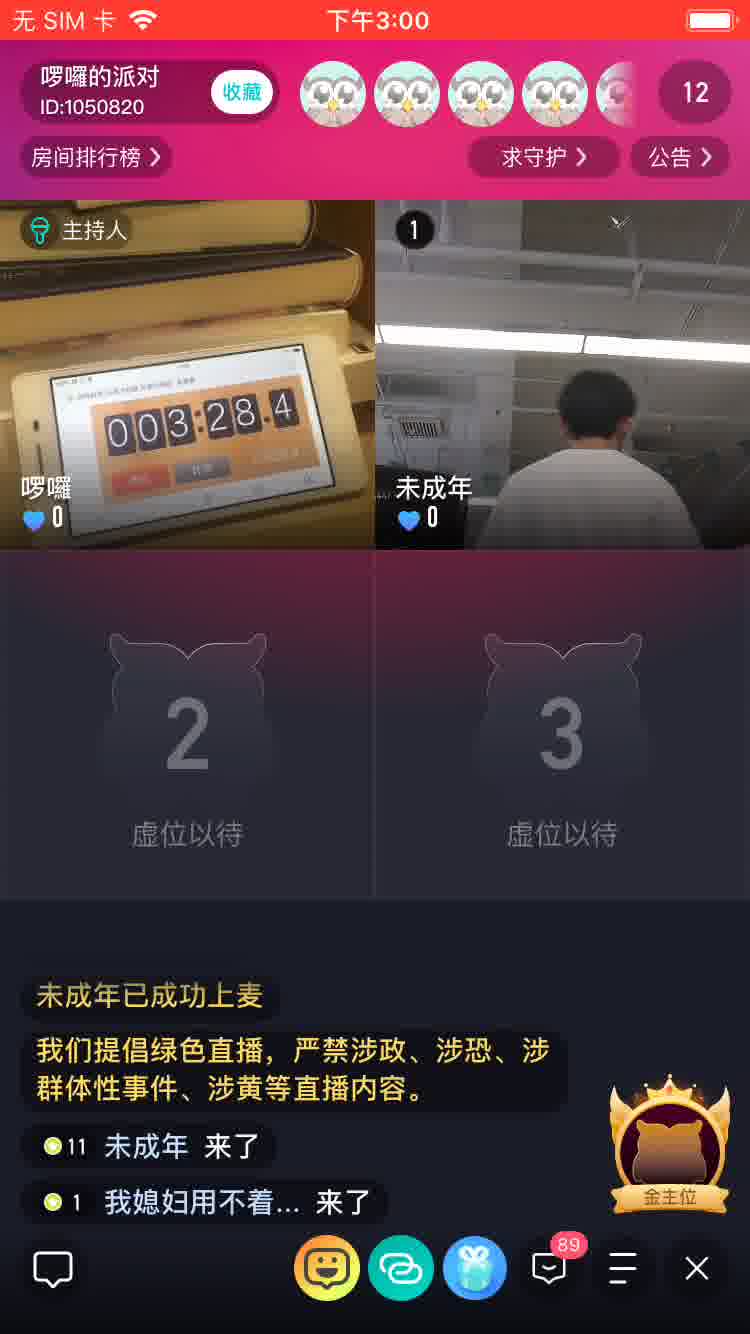 无 SIM 卡
下午3:00
啰囉的派对
ID:1050820
收藏
12
房间排行榜
求守护
公告
主持人
1
003:28.4
啰囉
0
未成年
0
2
虚位以待
3
虚位以待
未成年已成功上麦
我们提倡绿色直播，严禁涉政、涉恐、涉
群体性事件、涉黄等直播内容。
11 未成年 来了
1 我媳妇用不着... 来了
金主位
89